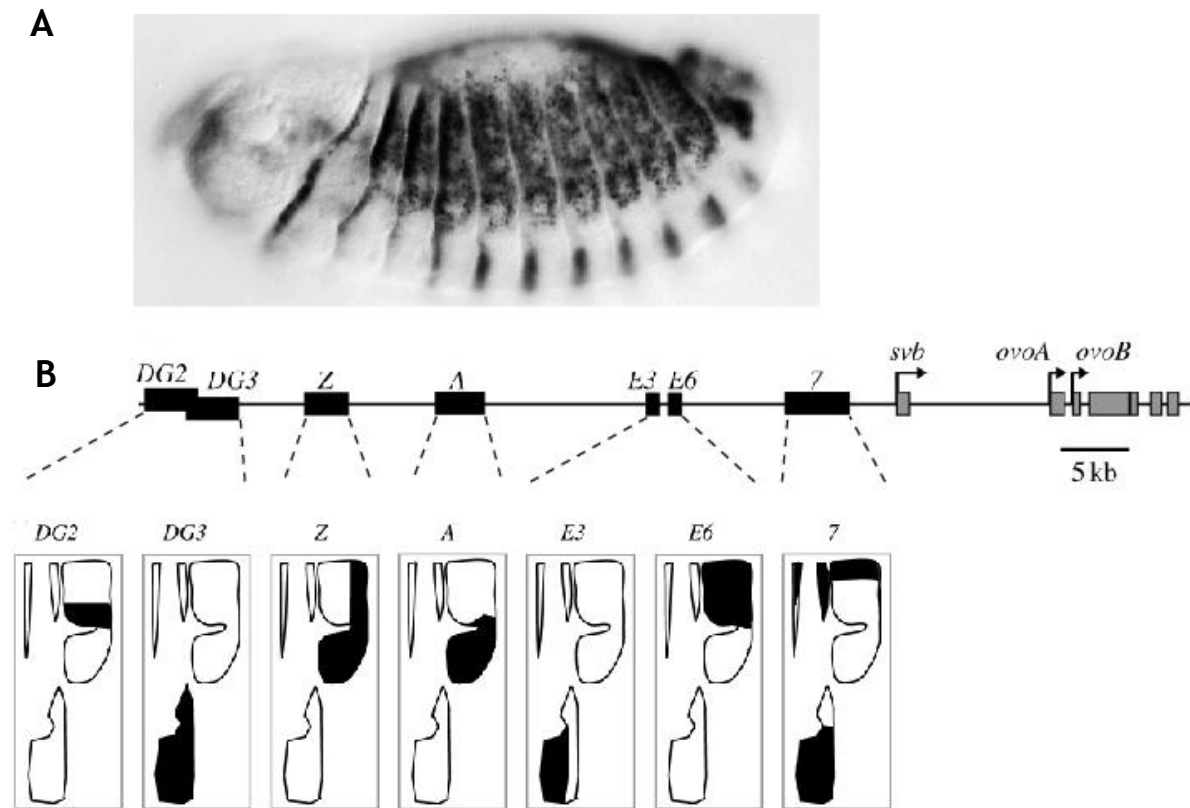 A
B
DG2 DG3 Z A E3 E6 7 svb ovoA ovoB
5 kb
DG2 DG3 Z A E3 E6 7